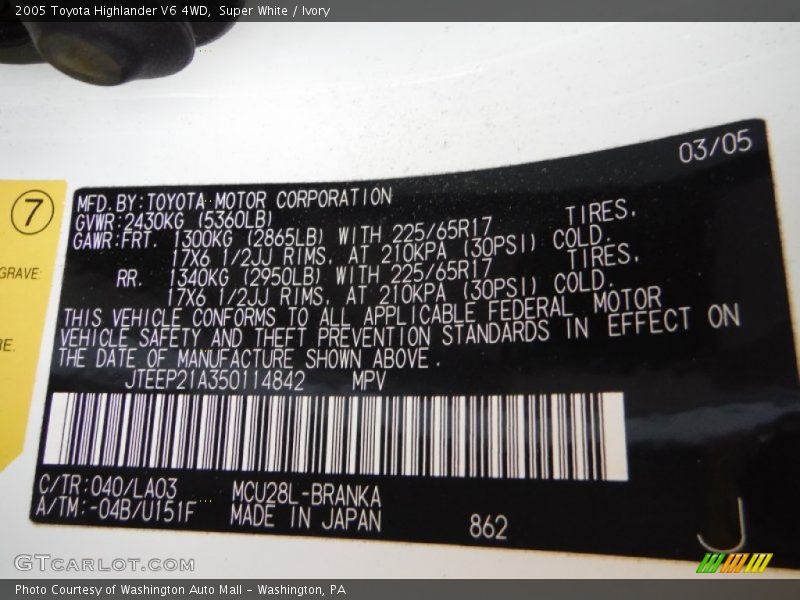 2005 Toyota Highlander V6 4WD, Super White / Ivory
03/05
7
GRAVE:
RE.
MFD. BY: TOYOTA MOTOR CORPORATION
GVWR: 2430KG (5360LB)
GAWR: FRT. 1300KG (2865LB) WITH 225/65R17 TIRES,
17X6 1/2JJ RIMS, AT 210KPA (30PSI) COLD.
RR. 1340KG (2950LB) WITH 225/65R17 TIRES,
17X6 1/2JJ RIMS, AT 210KPA (30PSI) COLD.
THIS VEHICLE CONFORMS TO ALL APPLICABLE FEDERAL MOTOR
VEHICLE SAFETY AND THEFT PREVENTION STANDARDS IN EFFECT ON
THE DATE OF MANUFACTURE SHOWN ABOVE.
JTEEP21A350114842 MPV
C/TR: 040/LA03 MCU28L-BRANKA
A/TM: -04B/U151F MADE IN JAPAN 862
J
GTCARLOT.COM
Photo Courtesy of Washington Auto Mall - Washington, PA